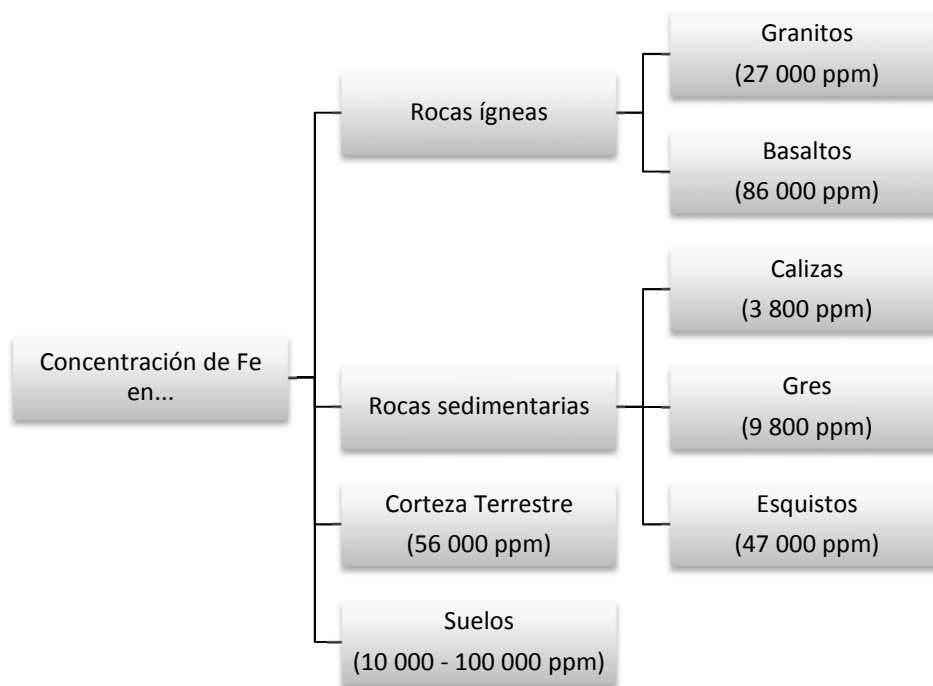 Concentración de Fe
en...
Rocas ígneas
Granitos
(27 000 ppm)
Basaltos
(86 000 ppm)
Rocas sedimentarias
Calizas
(3 800 ppm)
Gres
(9 800 ppm)
Esquistos
(47 000 ppm)
Corteza Terrestre
(56 000 ppm)
Suelos
(10 000 - 100 000 ppm)